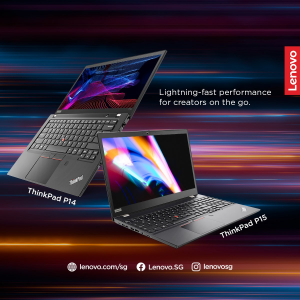 Lenovo
Lightning-fast performance
for creators on the go.
ThinkPad P14
ThinkPad P15
lenovo.com/sg
Lenovo.SG
lenovosg